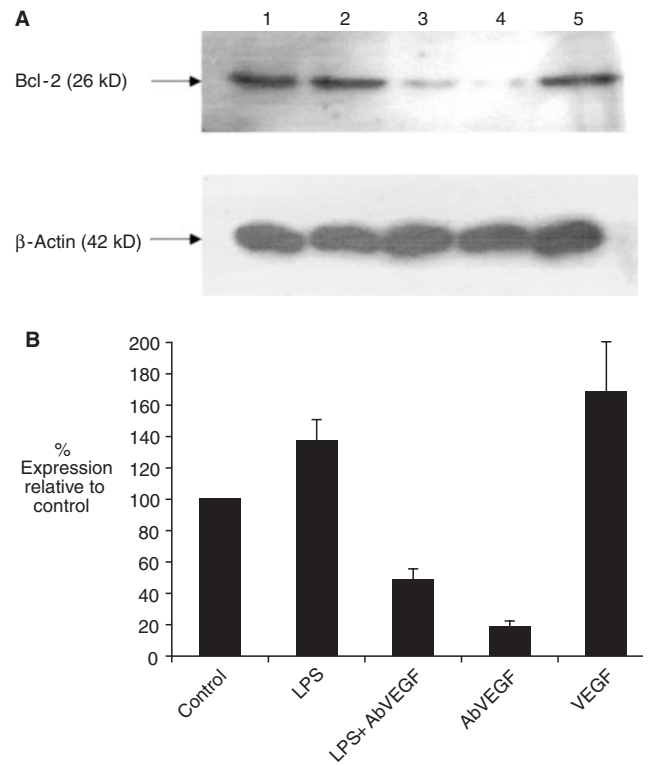 A
1 2 3 4 5
Bcl-2 (26 kD)
β-Actin (42 kD)
B
200
180
160
140
120
100
80
60
40
20
0
%
Expression
relative to
control
Control
LPS
LPS+ AbVEGF
AbVEGF
VEGF